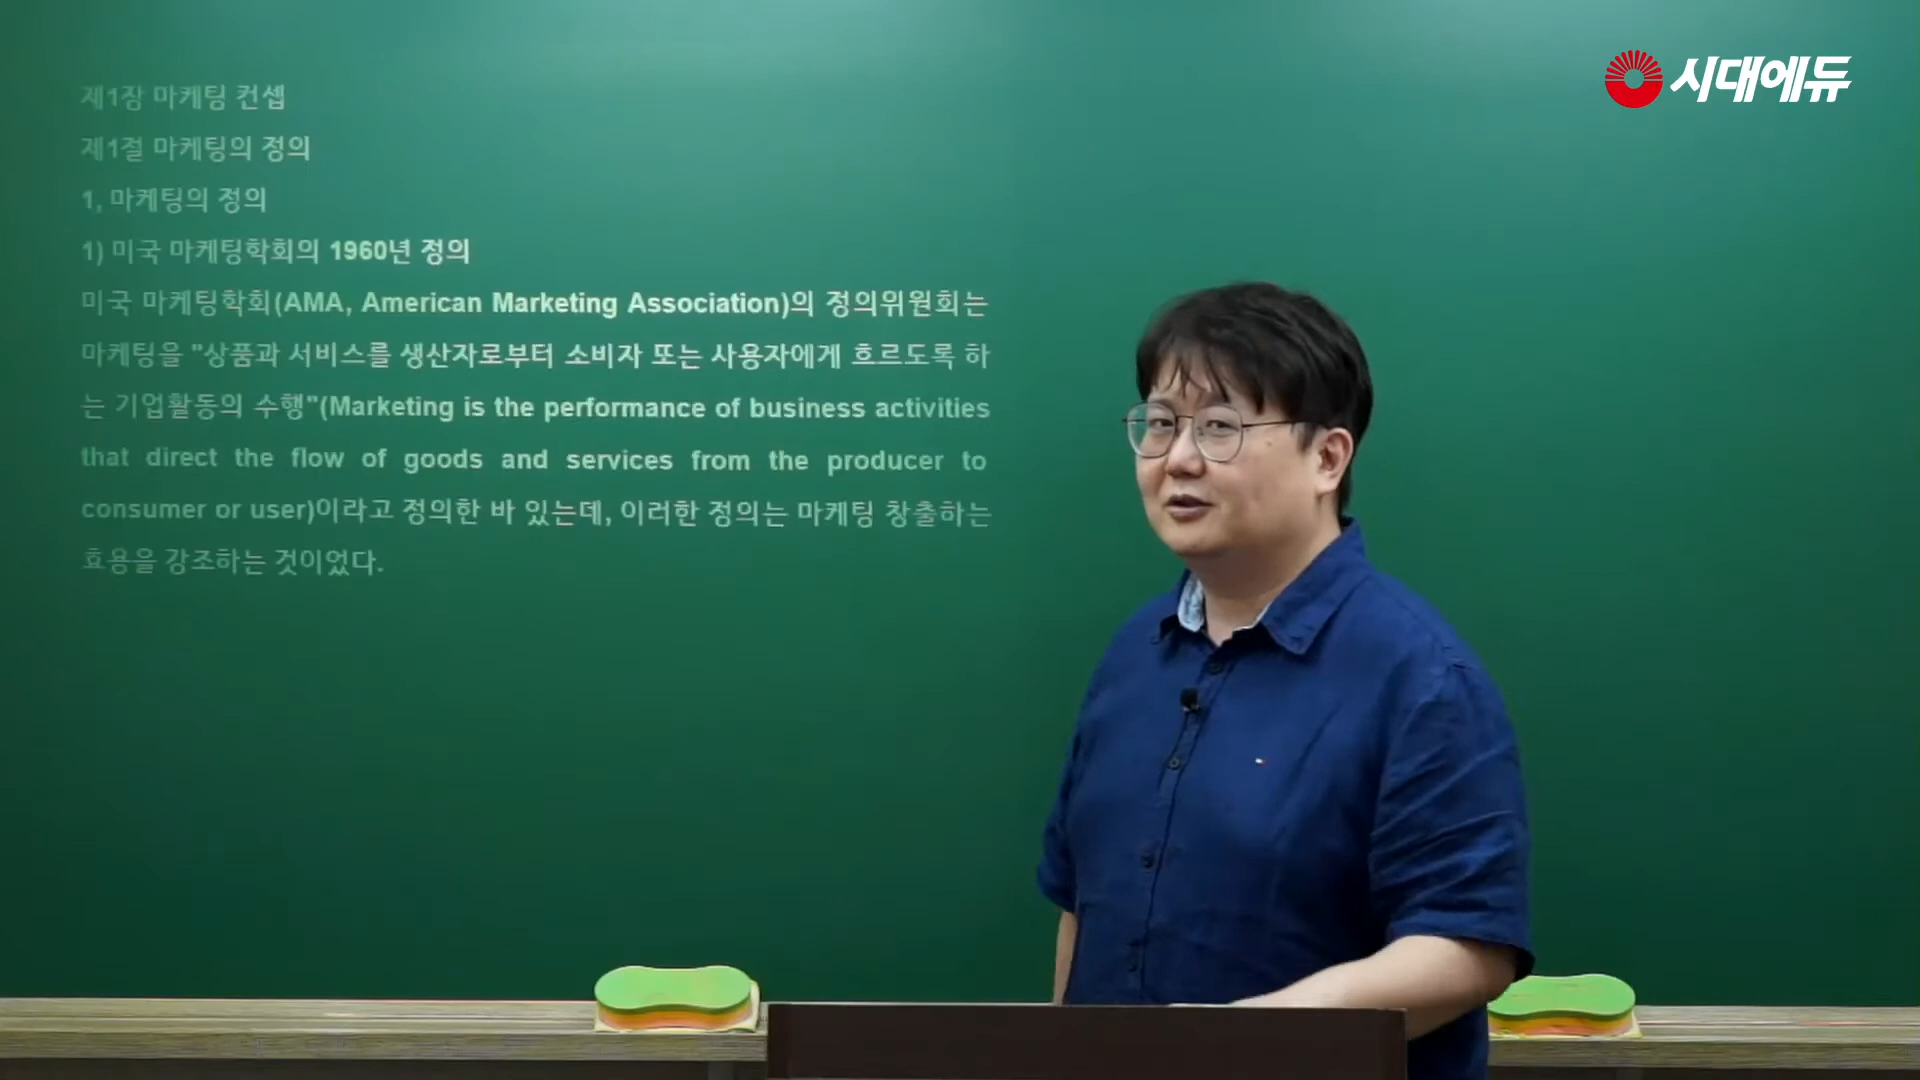 시대에듀
제1장 마케팅 컨셉
제1절 마케팅의 정의
1, 마케팅의 정의
1) 미국 마케팅학회의 1960년 정의
미국 마케팅학회(AMA, American Marketing Association)의 정의위원회는
마케팅을 "상품과 서비스를 생산자로부터 소비자 또는 사용자에게 흐르도록 하
는 기업활동의 수행"(Marketing is the performance of business activities
that direct the flow of goods and services from the producer to
consumer or user)이라고 정의한 바 있는데, 이러한 정의는 마케팅 창출하는
효용을 강조하는 것이었다.